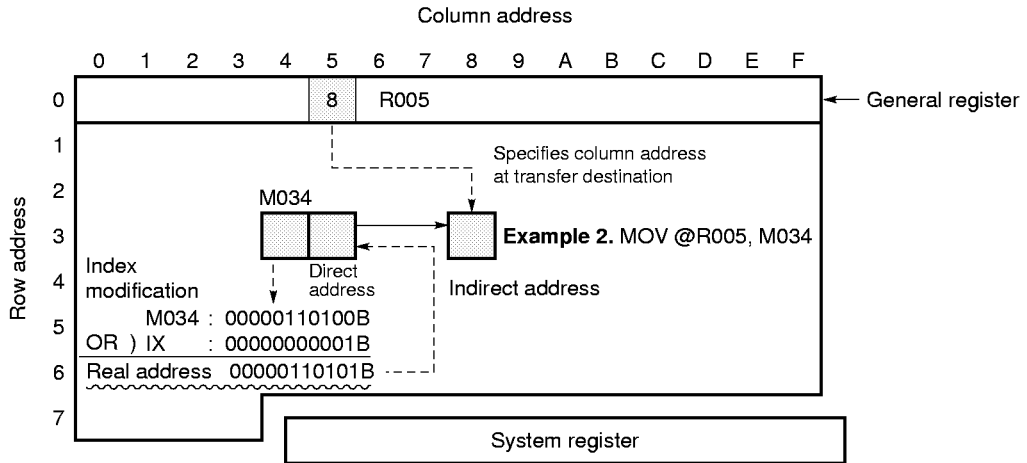 Column address
0 1 2 3 4 5 6 7 8 9 A B C D E F
0 8 R005 General register
1
Specifies column address
at transfer destination
2
M034
3 Example 2. MOV @R005, M034
Row address
Direct
address
Index
modification
4 Indirect address
M034 : 00000110100B
5
OR ) IX : 00000000001B
6 Real address 00000110101B
7
System register